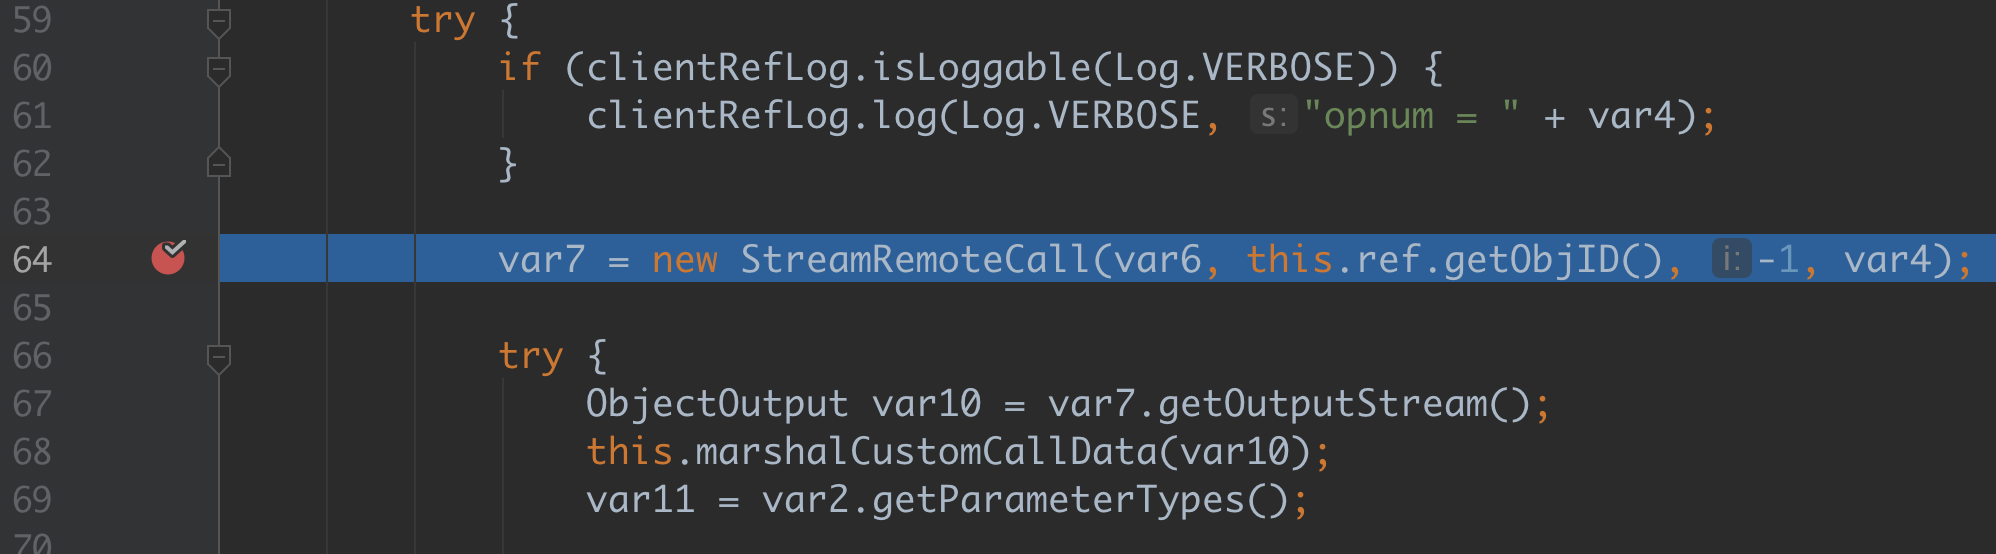 59 try {
60 if (clientRefLog.isLoggable(Log.VERBOSE)) {
61 clientRefLog.log(Log.VERBOSE, s: "opnum = " + var4);
62 }
63
64 var7 = new StreamRemoteCall(var6, this.ref.getObjID(), i: -1, var4);
65
66 try {
67 ObjectOutput var10 = var7.getOutputStream();
68 this.marshalCustomCallData(var10);
69 var11 = var2.getParameterTypes();
70